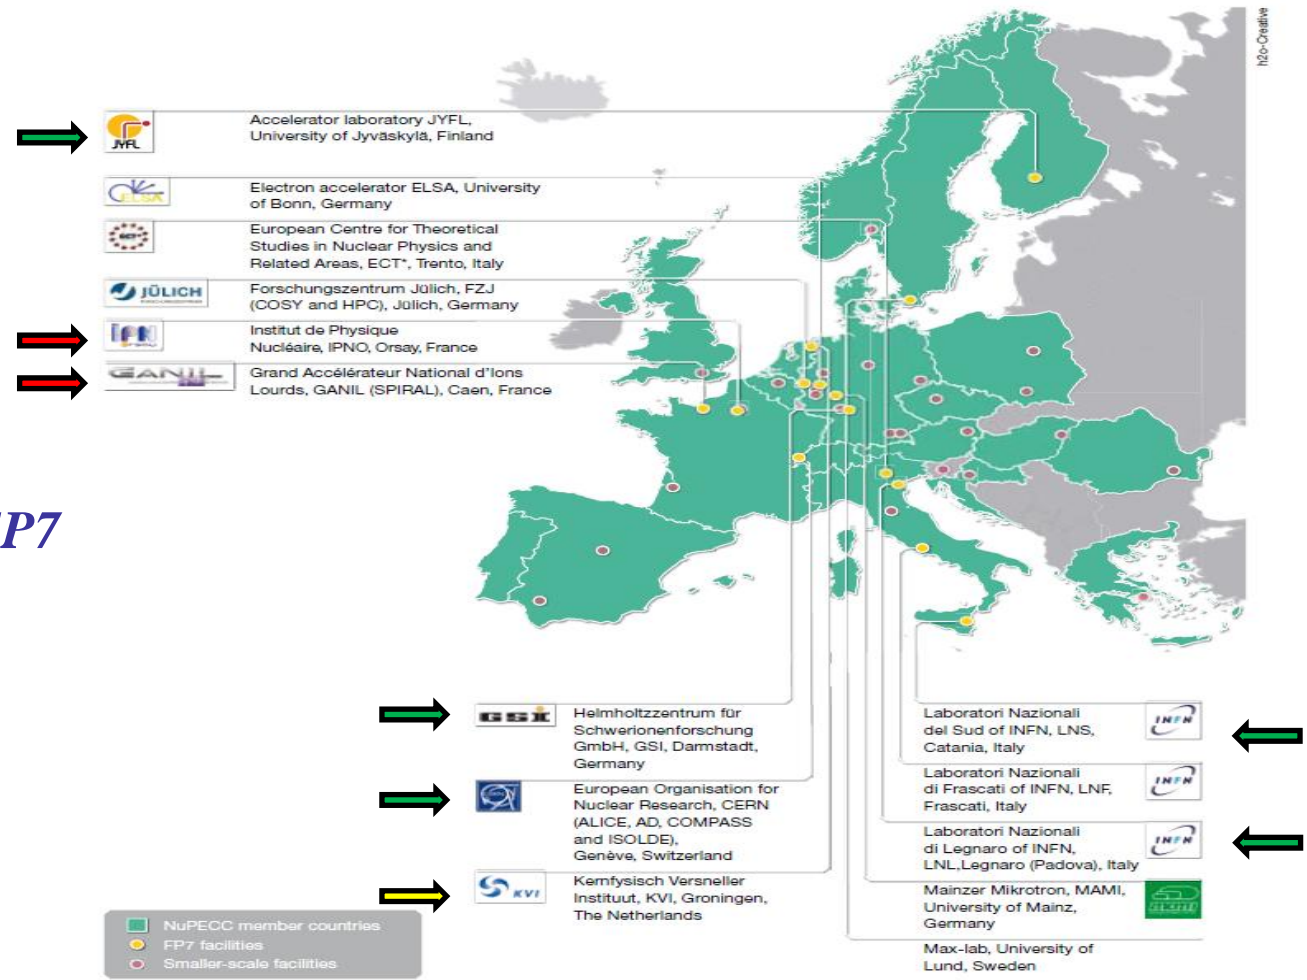 h2o-Creative
JYFL
Accelerator laboratory JYFL,
University of Jyväskylä, Finland
ELSA
Electron accelerator ELSA, University
of Bonn, Germany
ECT*
European Centre for Theoretical
Studies in Nuclear Physics and
Related Areas, ECT*, Trento, Italy
JÜLICH
Forschungszentrum Jülich, FZJ
(COSY and HPC), Jülich, Germany
IPN
Institut de Physique
Nucléaire, IPNO, Orsay, France
GANIL
Grand Accélérateur National d'Ions
Lourds, GANIL (SPIRAL), Caen, France
FP7
GSI
Helmholtzzentrum für
Schwerionenforschung
GmbH, GSI, Darmstadt,
Germany
European Organisation for
Nuclear Research, CERN
(ALICE, AD, COMPASS
and ISOLDE),
Genève, Switzerland
KVI
Kernfysisch Versneller
Instituut, KVI, Groningen,
The Netherlands
Laboratori Nazionali
del Sud of INFN, LNS,
Catania, Italy
INFN
Laboratori Nazionali
di Frascati of INFN, LNF,
Frascati, Italy
INFN
Laboratori Nazionali
di Legnaro of INFN,
LNL,Legnaro (Padova), Italy
INFN
Mainzer Mikrotron, MAMI,
University of Mainz,
Germany
Max-lab, University of
Lund, Sweden
NuPECC member countries
FP7 facilities
Smaller-scale facilities